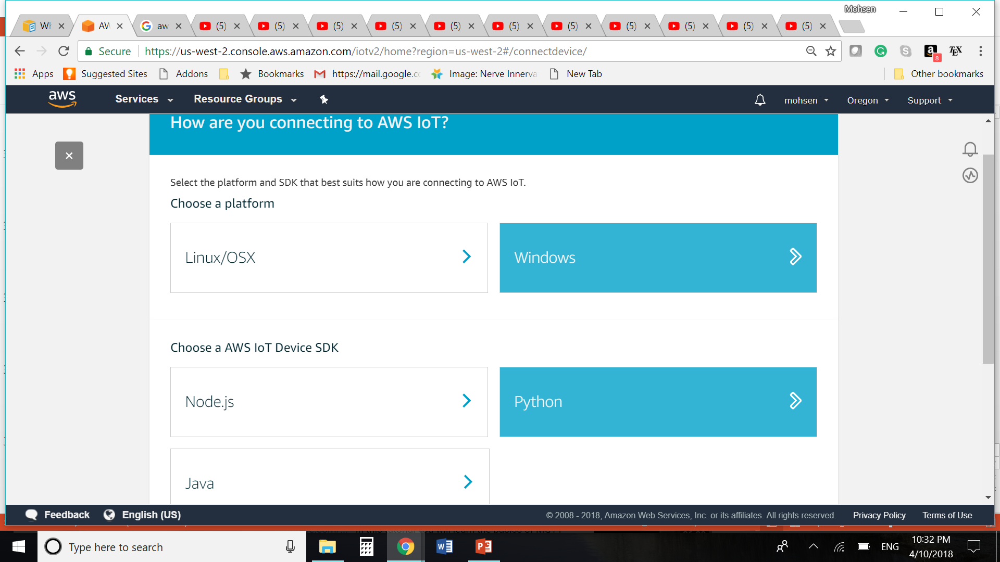 Mohsen
Wh
AW
aw
(5)
(5)
(5)
(5)
(5)
(5)
(5)
(5)
(5)
(5)
(5)
Secure
https://us-west-2.console.aws.amazon.com/iotv2/home?region=us-west-2#/connectdevice/
8
TEX
Apps
Suggested Sites
Addons
Bookmarks
https://mail.google.co
Image: Nerve Innerva
New Tab
Other bookmarks
aws
Services
Resource Groups
mohsen
Oregon
Support
How are you connecting to AWS IoT?
Select the platform and SDK that best suits how you are connecting to AWS IoT.
Choose a platform
Linux/OSX
Windows
Choose a AWS IoT Device SDK
Node.js
Python
Java
Feedback
English (US)
© 2008 - 2018, Amazon Web Services, Inc. or its affiliates. All rights reserved.
Privacy Policy
Terms of Use
Type here to search
ENG
10:32 PM
4/10/2018